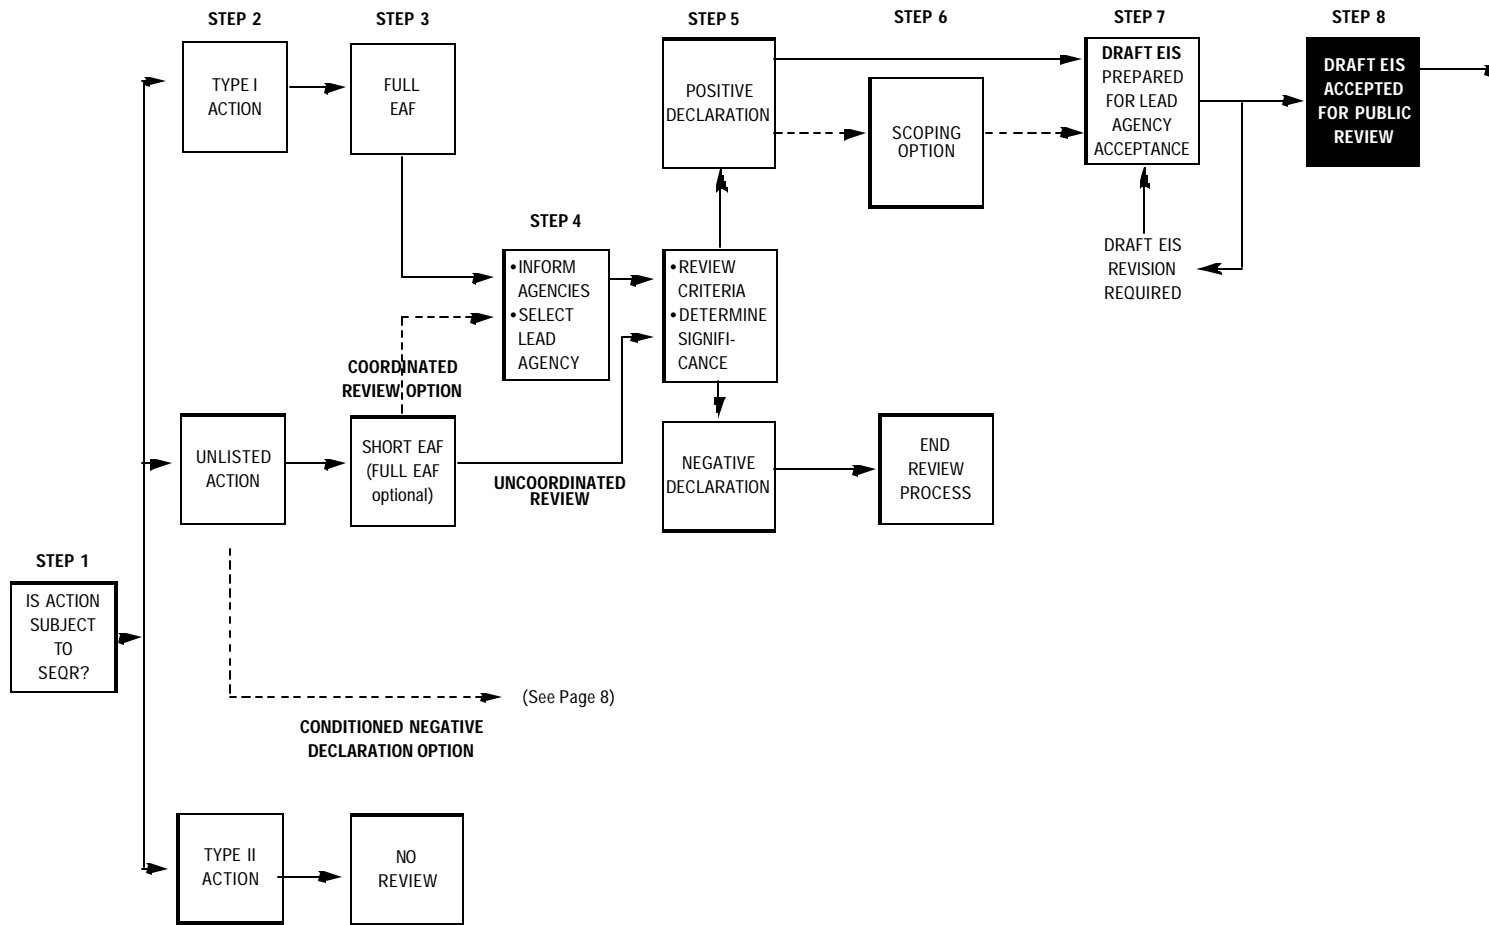 STEP 1
IS ACTION
SUBJECT
TO
SEQR?
STEP 2
TYPE I
ACTION
UNLISTED
ACTION
TYPE II
ACTION
STEP 3
FULL
EAF
COORDINATED
REVIEW OPTION
SHORT EAF
(FULL EAF
optional)
UNCOORDINATED
REVIEW
(See Page 8)
CONDITIONED NEGATIVE
DECLARATION OPTION
NO
REVIEW
STEP 4
•INFORM
AGENCIES
•SELECT
LEAD
AGENCY
STEP 5
POSITIVE
DECLARATION
•REVIEW
CRITERIA
•DETERMINE
SIGNIFI-
CANCE
NEGATIVE
DECLARATION
END
REVIEW
PROCESS
STEP 6
SCOPING
OPTION
STEP 7
DRAFT EIS
PREPARED
FOR LEAD
AGENCY
ACCEPTANCE
DRAFT EIS
REVISION
REQUIRED
STEP 8
DRAFT EIS
ACCEPTED
FOR PUBLIC
REVIEW